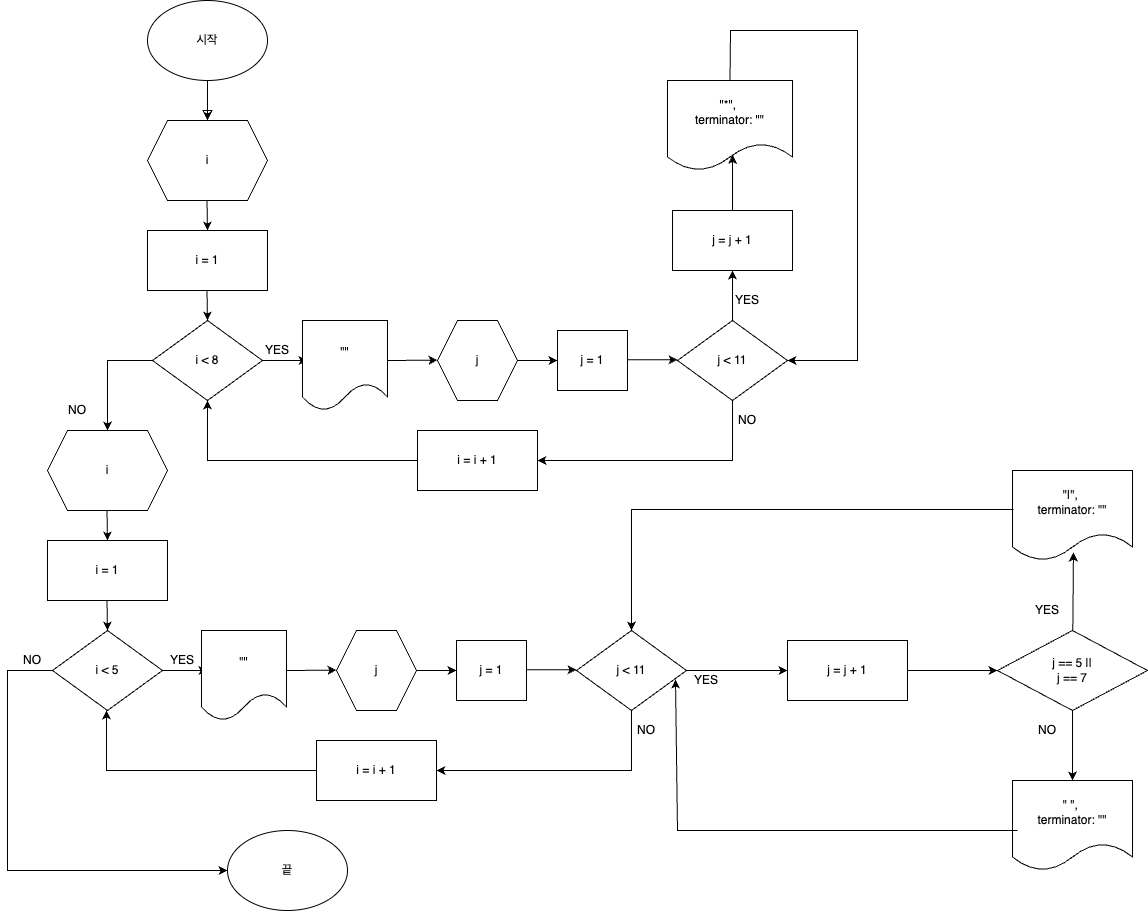 시작
i
i = 1
i < 8
YES
""
j
j = 1
j < 11
YES
j = j + 1
"*",
terminator: ""
NO
i = i + 1
NO
i
i = 1
i < 5
YES
""
j
j = 1
j < 11
YES
j = j + 1
j == 5 ||
j == 7
YES
"|",
terminator: ""
NO
" ",
terminator: ""
NO
i = i + 1
NO
끝